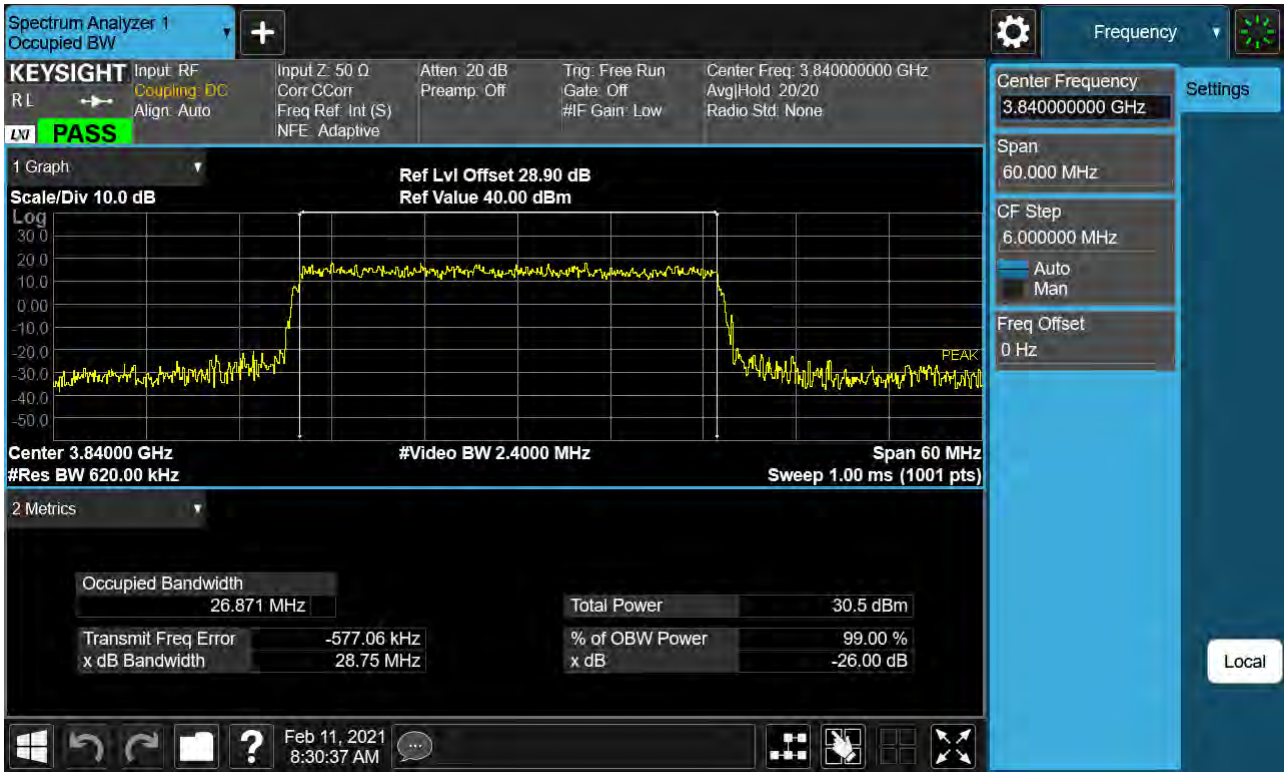 Spectrum Analyzer 1
Occupied BW
+
Frequency
KEYSIGHT
RL
LXI PASS
Input: RF
Coupling: DC
Align: Auto
Input Z: 50 Ω
Corr CCorr
Freq Ref: Int (S)
NFE: Adaptive
Atten: 20 dB
Preamp: Off
Trig: Free Run
Gate: Off
#IF Gain: Low
Center Freq: 3.840000000 GHz
Avg|Hold: 20/20
Radio Std: None
Center Frequency
3.840000000 GHz
Settings
Span
60.000 MHz
CF Step
6.000000 MHz
Auto
Man
Freq Offset
0 Hz
1 Graph
Scale/Div 10.0 dB
Ref Lvl Offset 28.90 dB
Ref Value 40.00 dBm
Log
30.0
20.0
10.0
0.00
-10.0
-20.0
-30.0
-40.0
-50.0
PEAK
Center 3.84000 GHz
#Res BW 620.00 kHz
#Video BW 2.4000 MHz
Span 60 MHz
Sweep 1.00 ms (1001 pts)
2 Metrics
Occupied Bandwidth
26.871 MHz
Transmit Freq Error -577.06 kHz
x dB Bandwidth 28.75 MHz
Total Power 30.5 dBm
% of OBW Power 99.00 %
x dB -26.00 dB
Local
?
Feb 11, 2021
8:30:37 AM